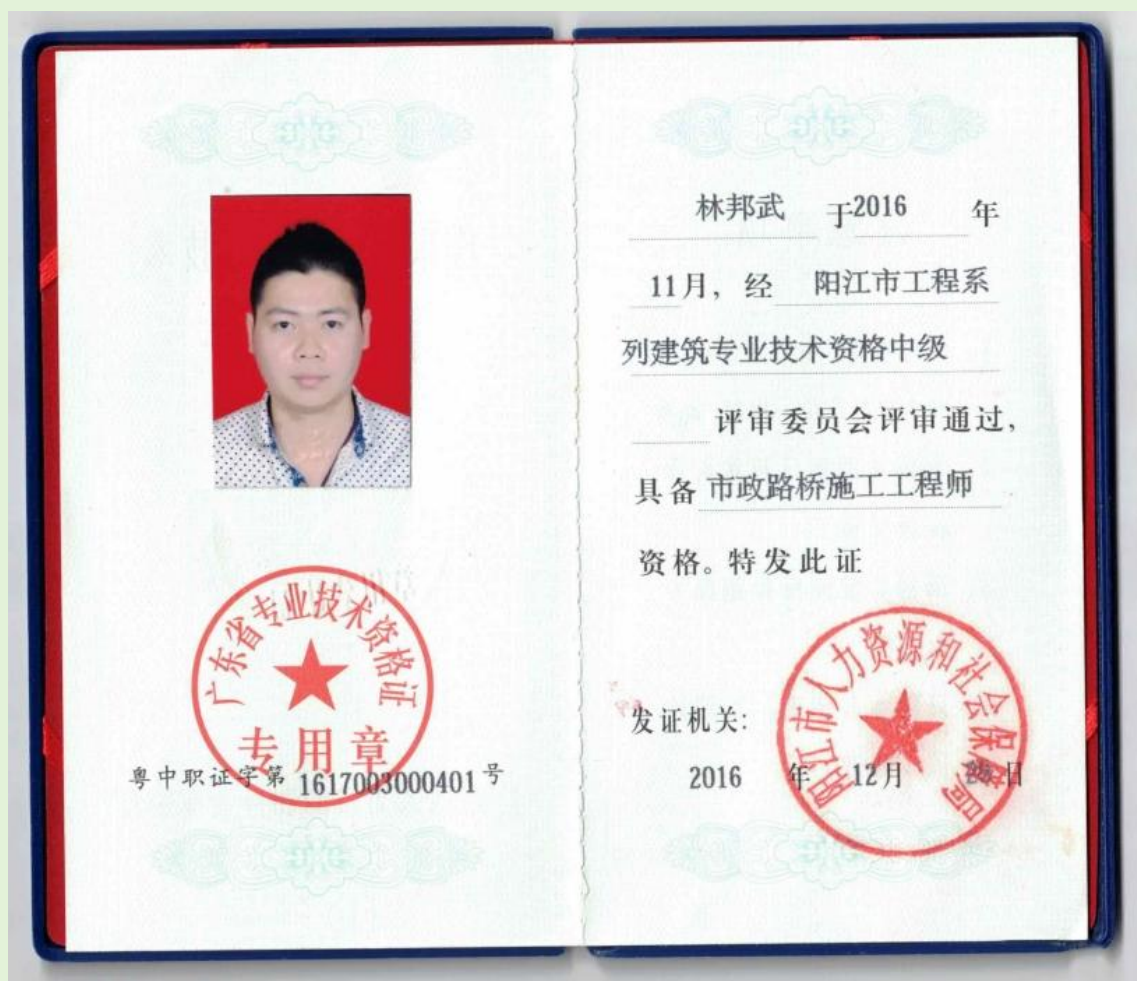 广东省专业技术资格证
专用章
粤中职证字第 1617003000401 号
林邦武 于2016 年
11月，经 阳江市工程系
列建筑专业技术资格中级
评审委员会评审通过，
具备 市政路桥施工工程师
资格。特发此证
阳江市人力资源和社会保障局
发证机关：
2016 年 12月 日